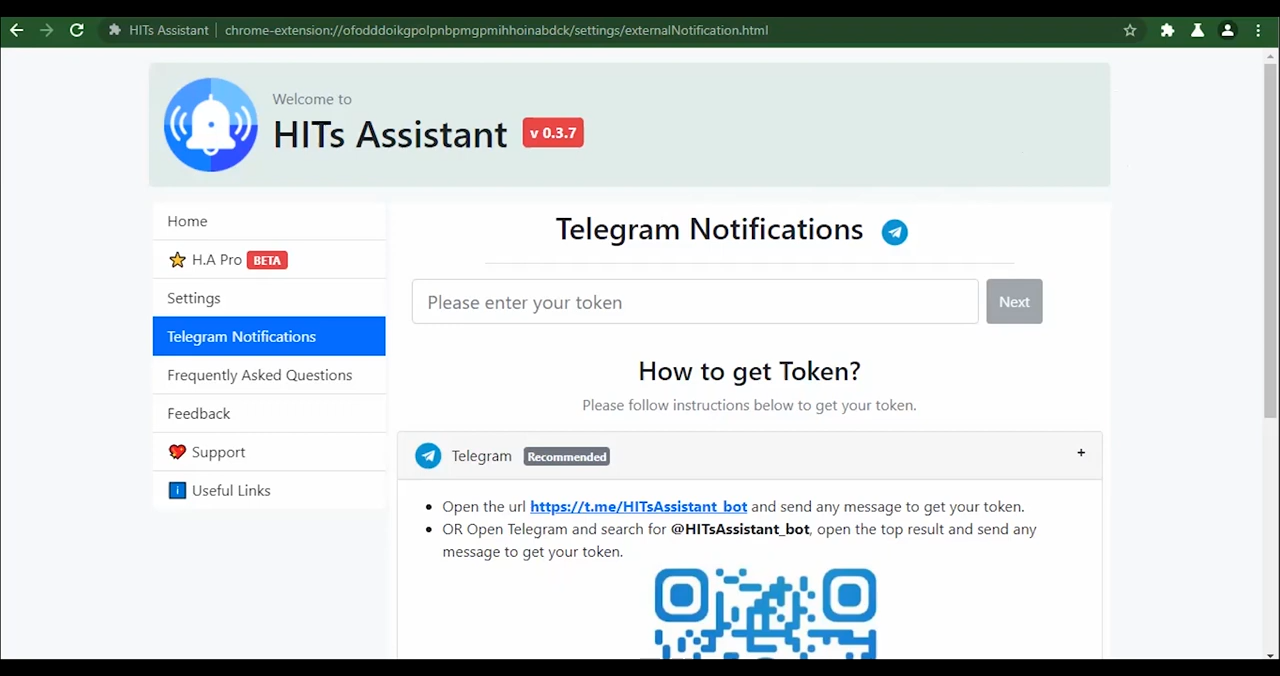 HITs Assistant | chrome-extension://ofodddoikgpolpnbpmgpmihhoinabdck/settings/externalNotification.html
Welcome to
HITs Assistant v 0.3.7
Home
H.A Pro BETA
Settings
Telegram Notifications
Frequently Asked Questions
Feedback
Support
Useful Links
Telegram Notifications
Please enter your token Next
How to get Token?
Please follow instructions below to get your token.
Telegram Recommended +
• Open the url https://t.me/HITsAssistant_bot and send any message to get your token.
• OR Open Telegram and search for @HITsAssistant_bot, open the top result and send any
message to get your token.